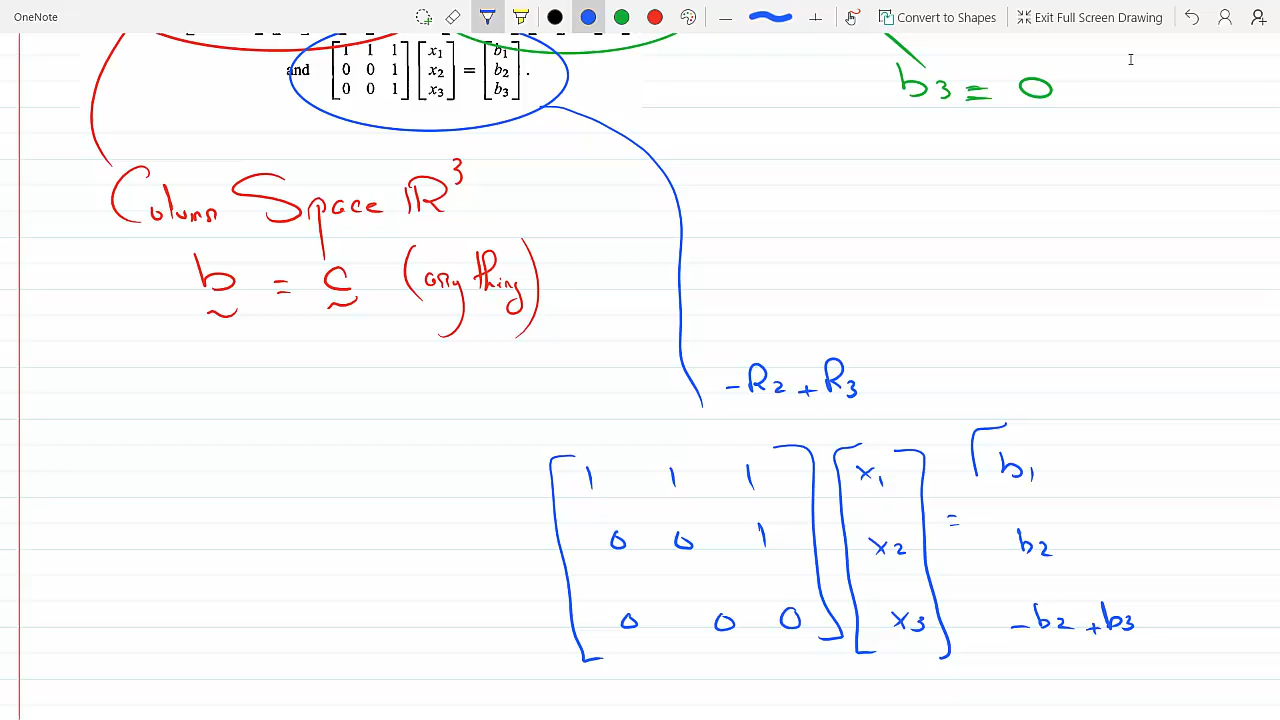 OneNote
Convert to Shapes
Exit Full Screen Drawing
1 1 1 x1 b1
and 0 0 1 x2 = b2 .
0 0 1 x3 b3
b3 = 0
Column Space IR^3
b = c (any thing)
-R2 + R3
1 1 1 x1 b1
0 0 1 x2 = b2
0 0 0 x3 -b2 + b3